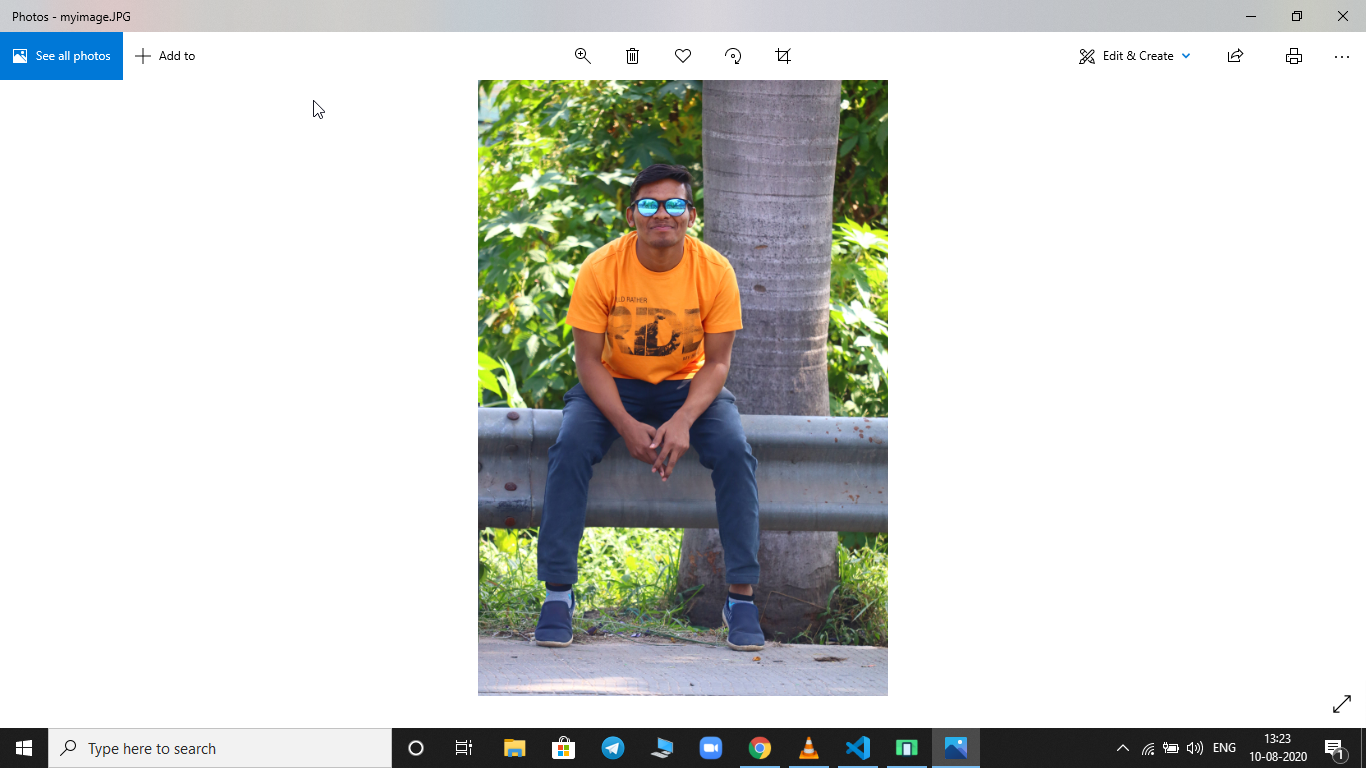 Photos - myimage.JPG
See all photos
Add to
Edit & Create
RATHER
RIDE
Type here to search
ENG
13:23
10-08-2020
1